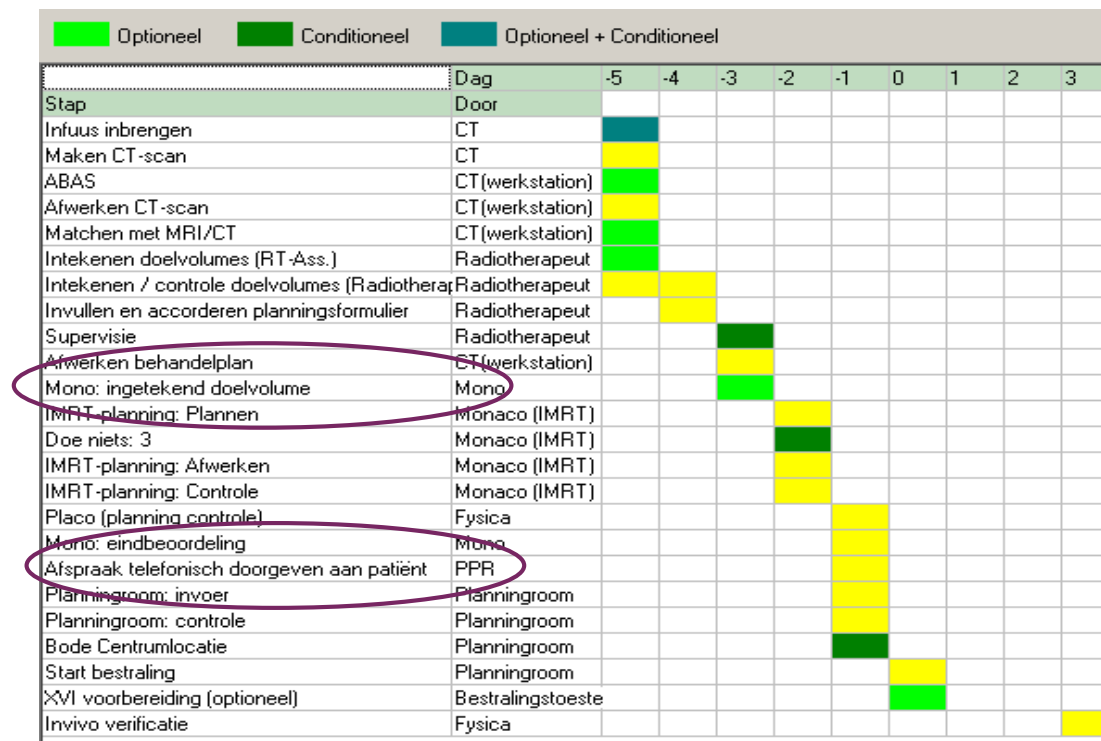 Optioneel Conditioneel Optioneel + Conditioneel
Dag -5 -4 -3 -2 -1 0 1 2 3
Stap Door
Infuus inbrengen CT
Maken CT-scan CT
ABAS CT(werkstation)
Afwerken CT-scan CT(werkstation)
Matchen met MRI/CT CT(werkstation)
Intekenen doelvolumes (RT-Ass.) Radiotherapeut
Intekenen / controle doelvolumes (Radiotherap Radiotherapeut
Invullen en accorderen planningsformulier Radiotherapeut
Supervisie Radiotherapeut
Afwerken behandelplan CT(werkstation)
Mono: ingetekend doelvolume Mono
IMRT-planning: Plannen Monaco (IMRT)
Doe niets: 3 Monaco (IMRT)
IMRT-planning: Afwerken Monaco (IMRT)
IMRT-planning: Controle Monaco (IMRT)
Placo (planning controle) Fysica
Mono: eindbeoordeling Mono
Afspraak telefonisch doorgeven aan patiënt PPR
Planningroom: invoer Planningroom
Planningroom: controle Planningroom
Bode Centrumlocatie Planningroom
Start bestraling Planningroom
XVI voorbereiding (optioneel) Bestralingstoeste
Invivo verificatie Fysica